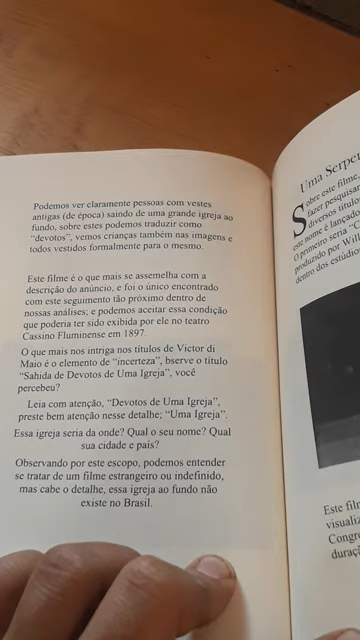 Podemos ver claramente pessoas com vestes
antigas (de época) saindo de uma grande igreja ao
fundo, sobre estes podemos traduzir como
“devotos”, vemos crianças também nas imagens e
todos vestidos formalmente para o mesmo.
Este filme é o que mais se assemelha com a
descrição do anúncio, e foi o único encontrado
com este seguimento tão próximo dentro de
nossas análises; e podemos aceitar essa condição
que poderia ter sido exibida por ele no teatro
Cassino Fluminense em 1897.
O que mais nos intriga nos títulos de Victor di
Maio é o elemento de “incerteza”, bserve o título
“Sahida de Devotos de Uma Igreja”, você
percebeu?
Leia com atenção, “Devotos de Uma Igreja”,
preste bem atenção nesse detalhe; “Uma Igreja”.
Essa igreja seria da onde? Qual o seu nome? Qual
sua cidade e país?
Observando por este escopo, podemos entender
se tratar de um filme estrangeiro ou indefinido,
mas cabe o detalhe, essa igreja ao fundo não
existe no Brasil.
Uma Serpen
Sobre este filme,
fazer pesquisa
diversos título
este nome é lançado
O primeiro seria “C
produzido por Will
dentro dos estúdio
Este film
visualiz
Congre
duraçã